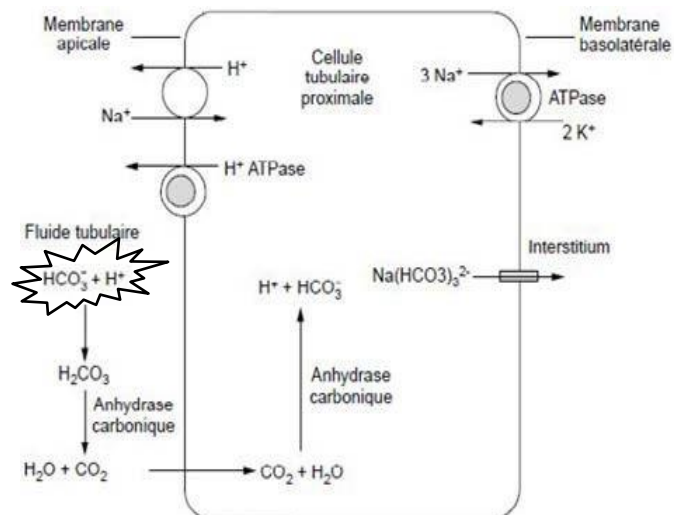 Membrane
apicale
Membrane
basolatérale
H⁺
Cellule
tubulaire
proximale
3 Na⁺
ATPase
Na⁺
2 K⁺
H⁺ ATPase
Fluide tubulaire
HCO₃⁻ + H⁺
Interstitium
H⁺ + HCO₃⁻
Na(HCO3)₃²⁻
H₂CO₃
Anhydrase
carbonique
Anhydrase
carbonique
H₂O + CO₂
CO₂ + H₂O